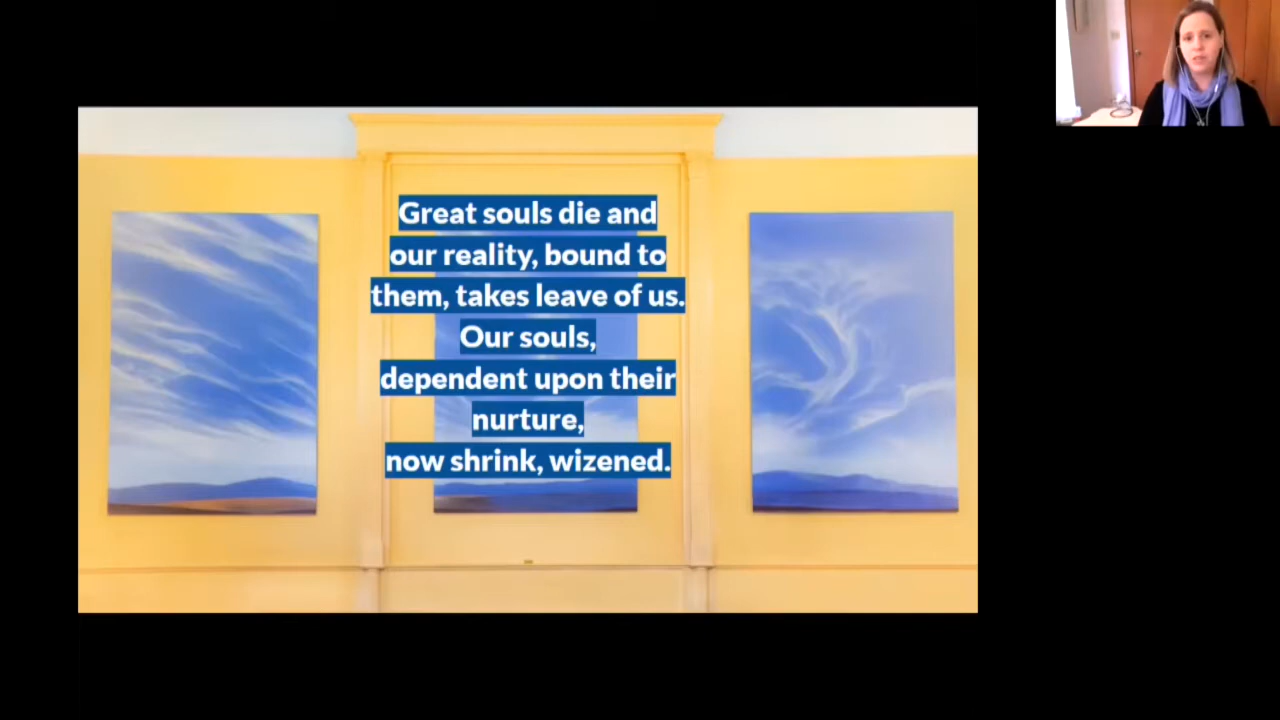 Great souls die and
our reality, bound to
them, takes leave of us.
Our souls,
dependent upon their
nurture,
now shrink, wizened.